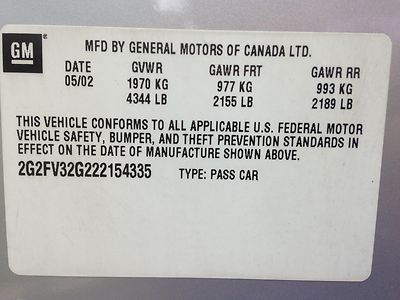 GM
MFD BY GENERAL MOTORS OF CANADA LTD.
DATE GVWR GAWR FRT GAWR RR
05/02 1970 KG 977 KG 993 KG
4344 LB 2155 LB 2189 LB
THIS VEHICLE CONFORMS TO ALL APPLICABLE U.S. FEDERAL MOTOR
VEHICLE SAFETY, BUMPER, AND THEFT PREVENTION STANDARDS IN
EFFECT ON THE DATE OF MANUFACTURE SHOWN ABOVE.
2G2FV32G222154335 TYPE: PASS CAR